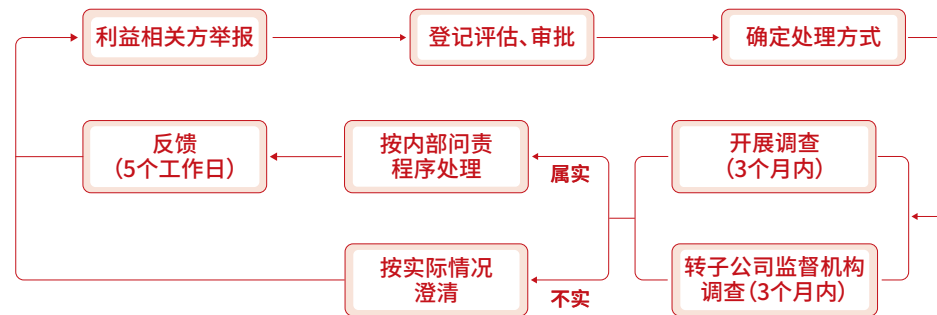 利益相关方举报
登记评估、审批
确定处理方式
反馈
（5个工作日）
按内部问责
程序处理
属实
开展调查
（3个月内）
按实际情况
澄清
不实
转子公司监督机构
调查（3个月内）